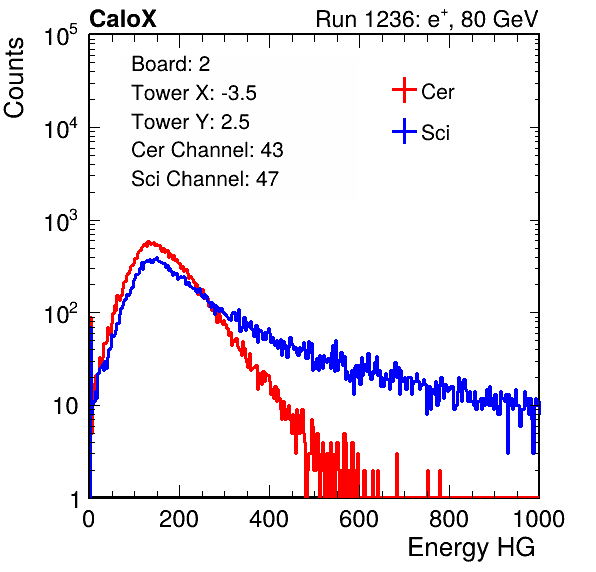 CaloX Run 1236: e⁺, 80 GeV
Counts
Board: 2
Tower X: -3.5
Tower Y: 2.5
Cer Channel: 43
Sci Channel: 47
Cer
Sci
10⁵
10⁴
10³
10²
10
1
0 200 400 600 800 1000
Energy HG